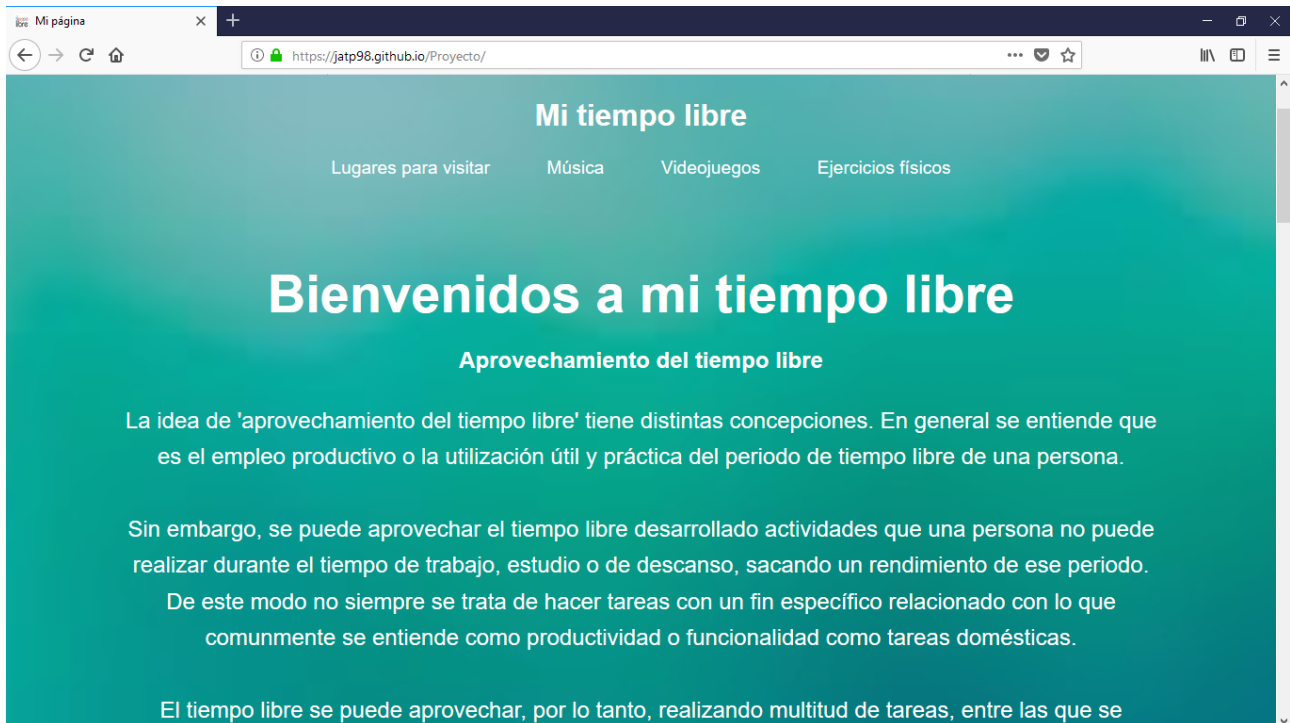 Mi página
https://jatp98.github.io/Proyecto/
Mi tiempo libre
Lugares para visitar Música Videojuegos Ejercicios físicos
Bienvenidos a mi tiempo libre
Aprovechamiento del tiempo libre
La idea de 'aprovechamiento del tiempo libre' tiene distintas concepciones. En general se entiende que
es el empleo productivo o la utilización útil y práctica del periodo de tiempo libre de una persona.
Sin embargo, se puede aprovechar el tiempo libre desarrollado actividades que una persona no puede
realizar durante el tiempo de trabajo, estudio o de descanso, sacando un rendimiento de ese periodo.
De este modo no siempre se trata de hacer tareas con un fin específico relacionado con lo que
comunmente se entiende como productividad o funcionalidad como tareas domésticas.
El tiempo libre se puede aprovechar, por lo tanto, realizando multitud de tareas, entre las que se